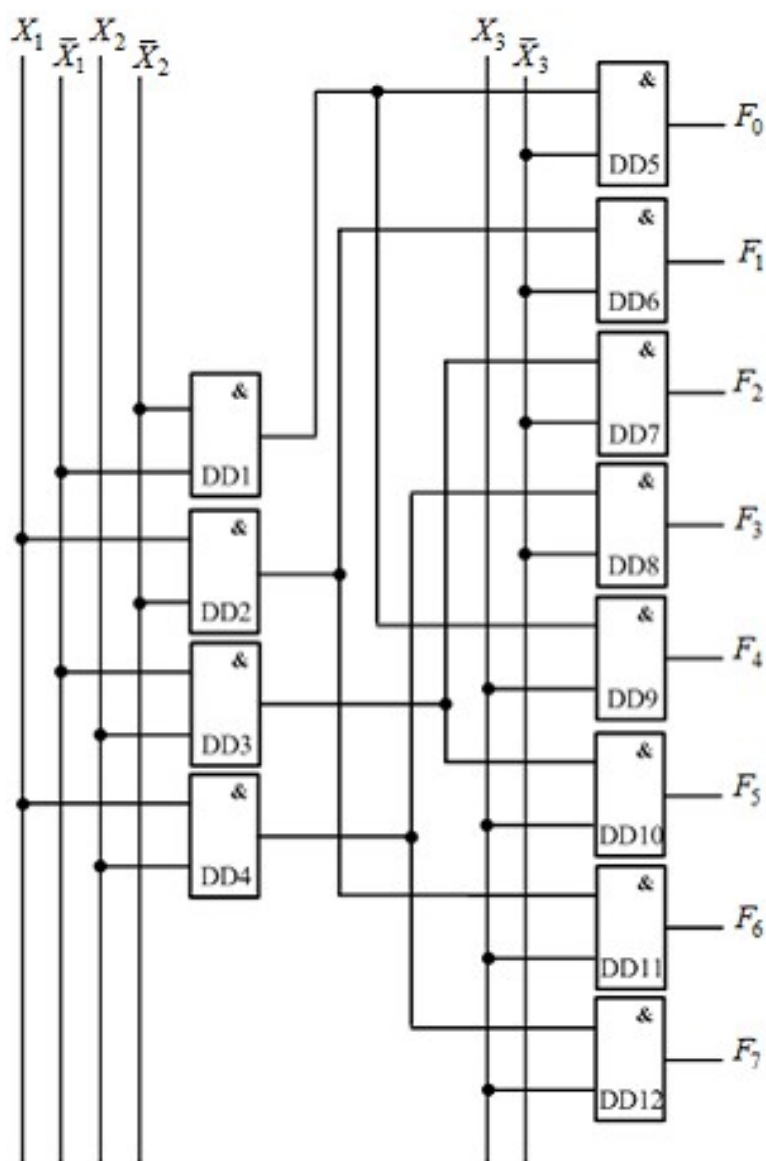 X₁ X̄₁ X₂ X̄₂ X₃ X̄₃
& DD5 F₀
& DD6 F₁
& DD7 F₂
& DD8 F₃
& DD9 F₄
& DD10 F₅
& DD11 F₆
& DD12 F₇
& DD1
& DD2
& DD3
& DD4